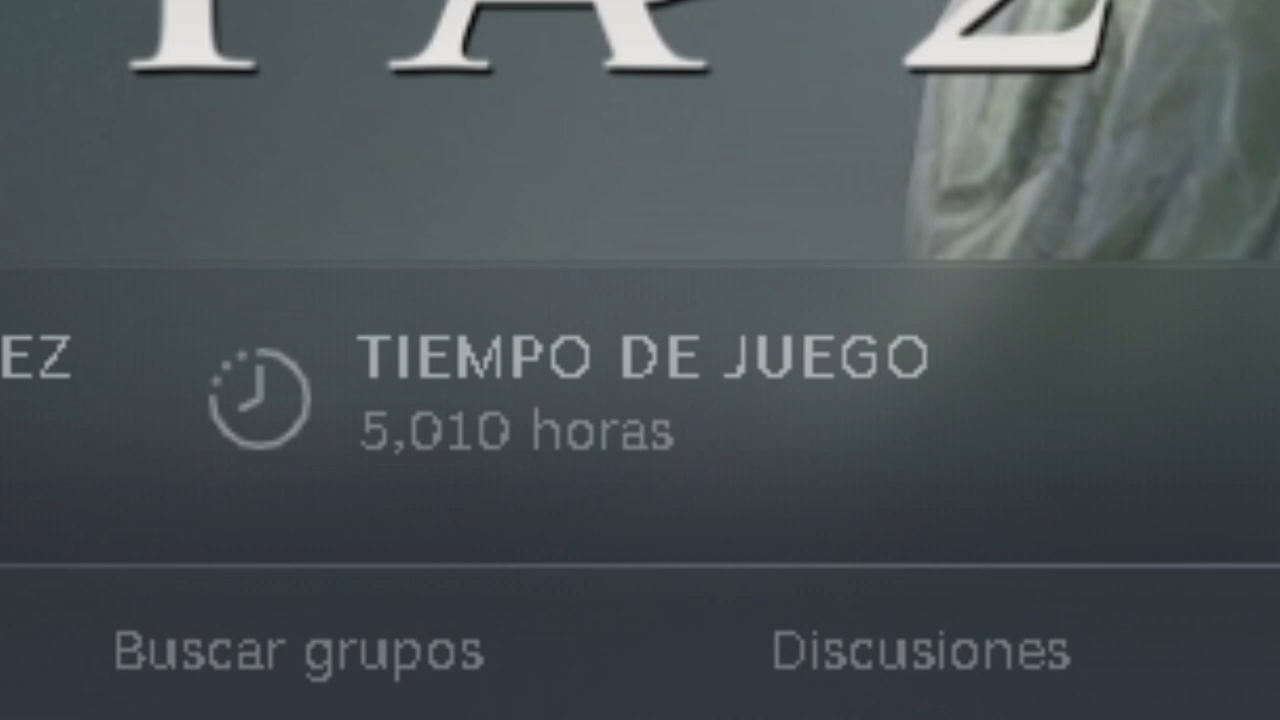 EZ
TIEMPO DE JUEGO
5,010 horas
Buscar grupos
Discusiones